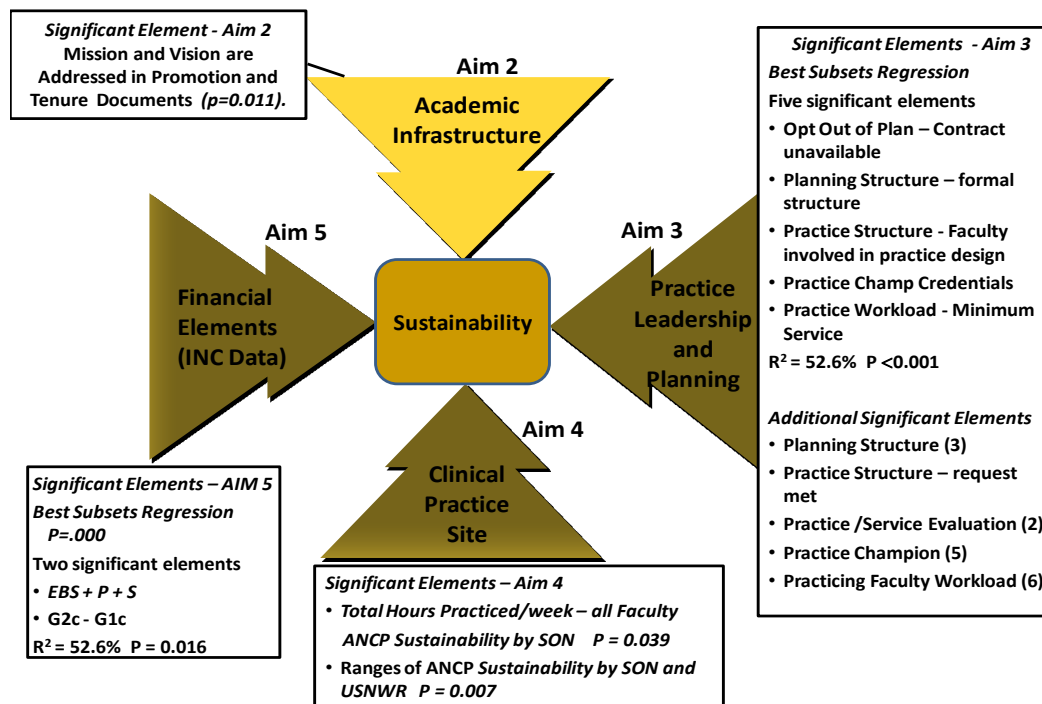 Significant Element - Aim 2
Mission and Vision are
Addressed in Promotion and
Tenure Documents (p=0.011).
Aim 2
Academic
Infrastructure
Significant Elements - Aim 3
Best Subsets Regression
Five significant elements
• Opt Out of Plan – Contract
unavailable
• Planning Structure – formal
structure
• Practice Structure - Faculty
involved in practice design
• Practice Champ Credentials
• Practice Workload - Minimum
Service
R² = 52.6% P <0.001
Additional Significant Elements
• Planning Structure (3)
• Practice Structure – request
met
• Practice /Service Evaluation (2)
• Practice Champion (5)
• Practicing Faculty Workload (6)
Aim 5
Financial
Elements
(INC Data)
Sustainability
Aim 3
Practice
Leadership
and
Planning
Aim 4
Clinical
Practice
Site
Significant Elements – AIM 5
Best Subsets Regression
P=.000
Two significant elements
• EBS + P + S
• G2c - G1c
R² = 52.6% P = 0.016
Significant Elements – Aim 4
• Total Hours Practiced/week – all Faculty
ANCP Sustainability by SON P = 0.039
• Ranges of ANCP Sustainability by SON and
USNWR P = 0.007